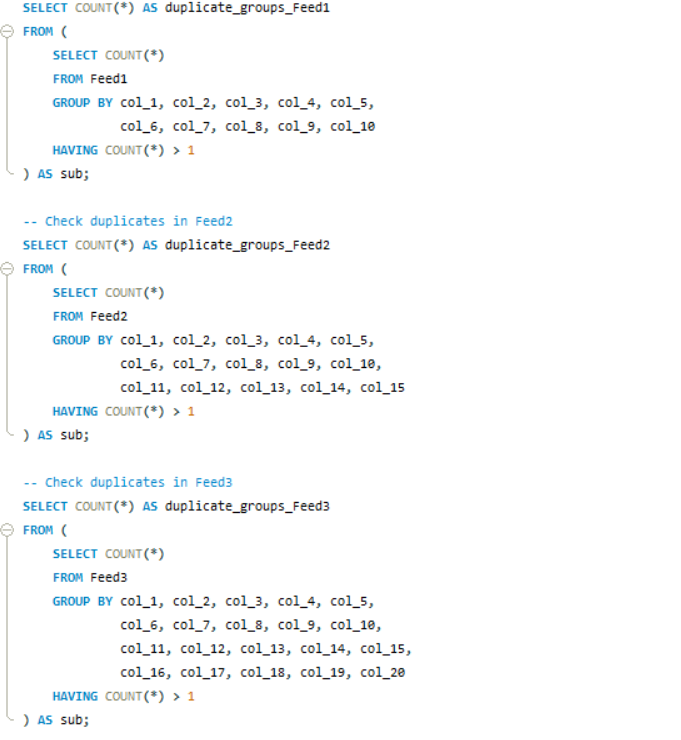 SELECT COUNT(*) AS duplicate_groups_Feed1
FROM (
SELECT COUNT(*)
FROM Feed1
GROUP BY col_1, col_2, col_3, col_4, col_5,
col_6, col_7, col_8, col_9, col_10
HAVING COUNT(*) > 1
) AS sub;
-- Check duplicates in Feed2
SELECT COUNT(*) AS duplicate_groups_Feed2
FROM (
SELECT COUNT(*)
FROM Feed2
GROUP BY col_1, col_2, col_3, col_4, col_5,
col_6, col_7, col_8, col_9, col_10,
col_11, col_12, col_13, col_14, col_15
HAVING COUNT(*) > 1
) AS sub;
-- Check duplicates in Feed3
SELECT COUNT(*) AS duplicate_groups_Feed3
FROM (
SELECT COUNT(*)
FROM Feed3
GROUP BY col_1, col_2, col_3, col_4, col_5,
col_6, col_7, col_8, col_9, col_10,
col_11, col_12, col_13, col_14, col_15,
col_16, col_17, col_18, col_19, col_20
HAVING COUNT(*) > 1
) AS sub;